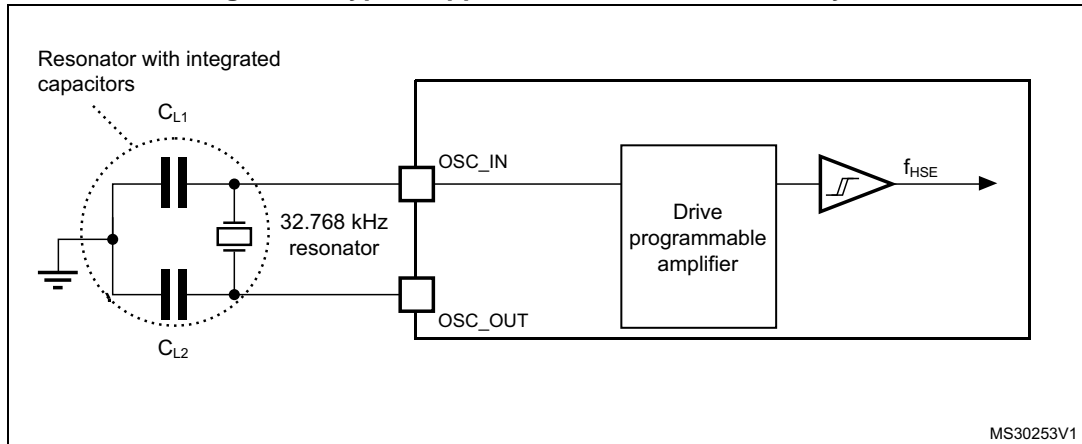 Resonator with integrated
capacitors
C_L1
OSC_IN
f_HSE
32.768 kHz
resonator
Drive
programmable
amplifier
OSC_OUT
C_L2
MS30253V1